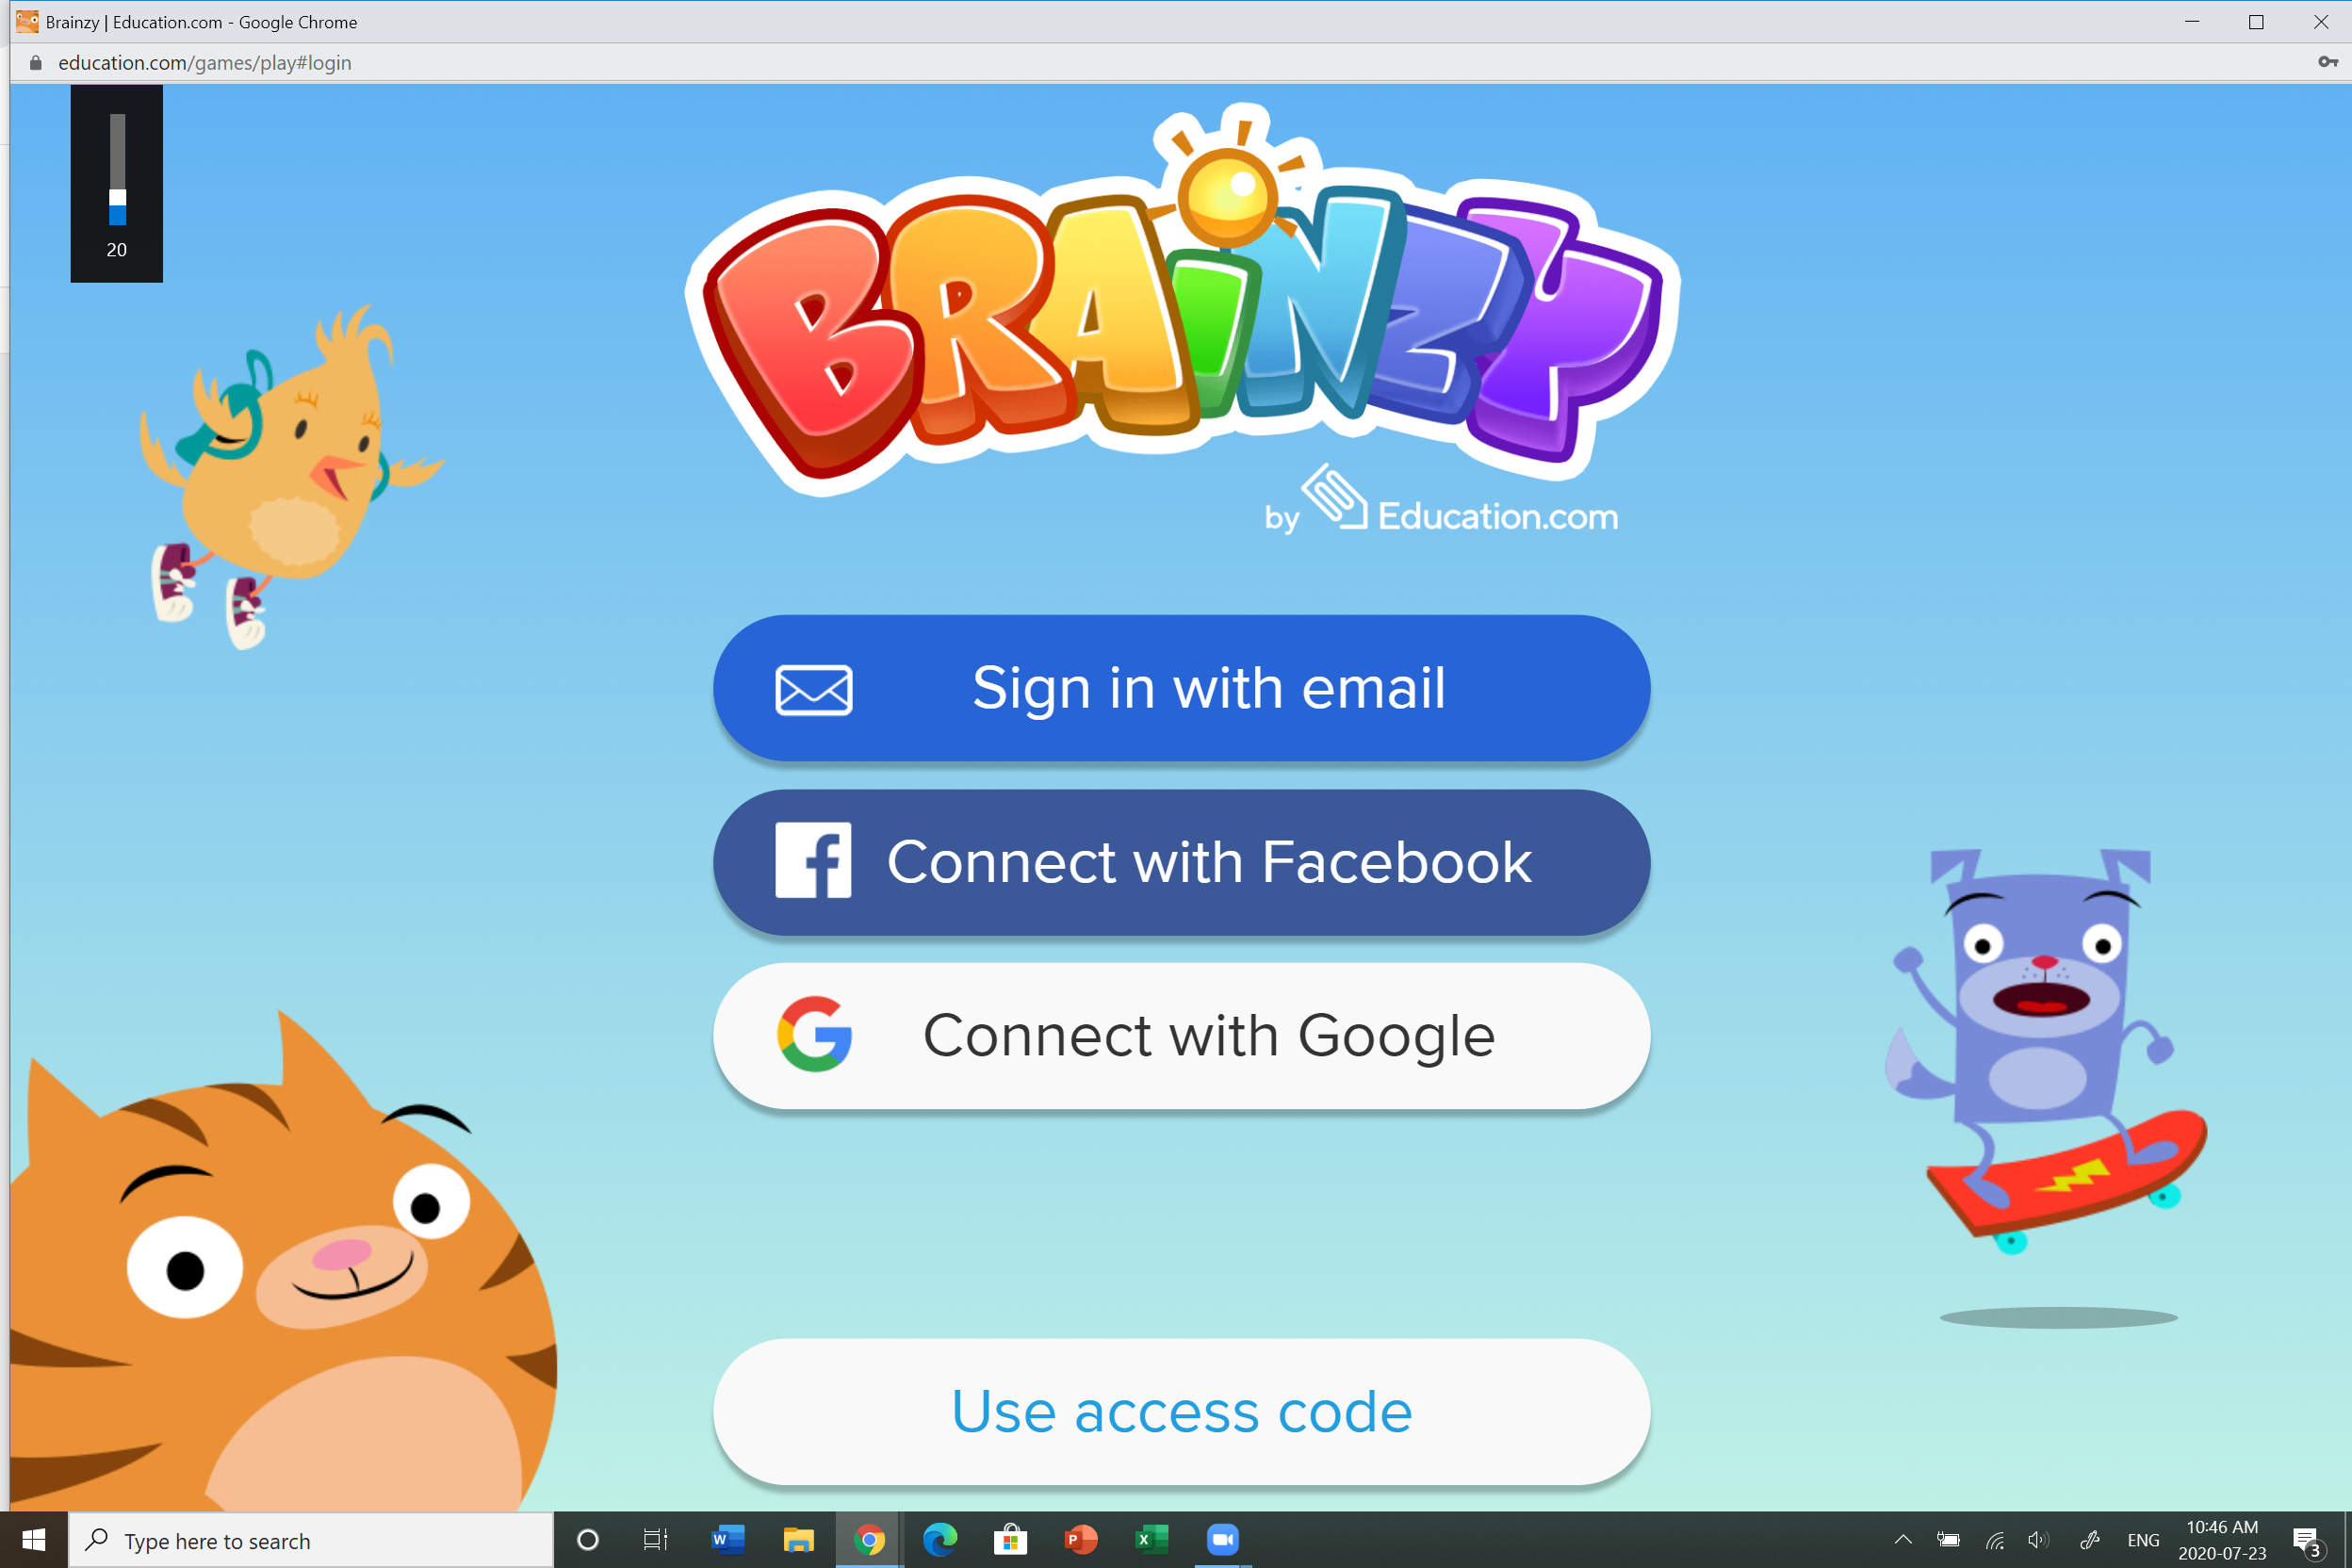 Brainzy | Education.com - Google Chrome
education.com/games/play#login
20
BRAiNZY
by Education.com
Sign in with email
f Connect with Facebook
G Connect with Google
Use access code
Type here to search
W
P
X
ENG
10:46 AM
2020-07-23
3